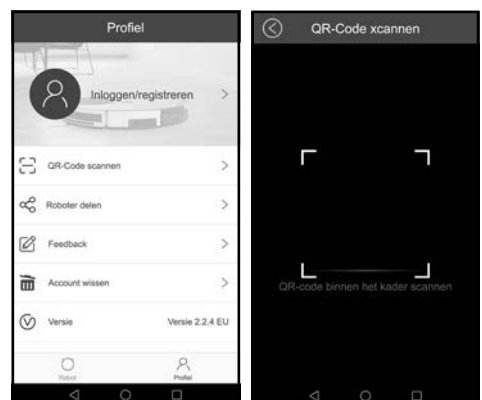 Profiel
Inloggen/registreren
QR-Code scannen
Roboter delen
Feedback
Account wissen
Versie
Versie 2.2.4 EU
Robot
Profiel
QR-Code xcannen
QR-code binnen het kader scannen